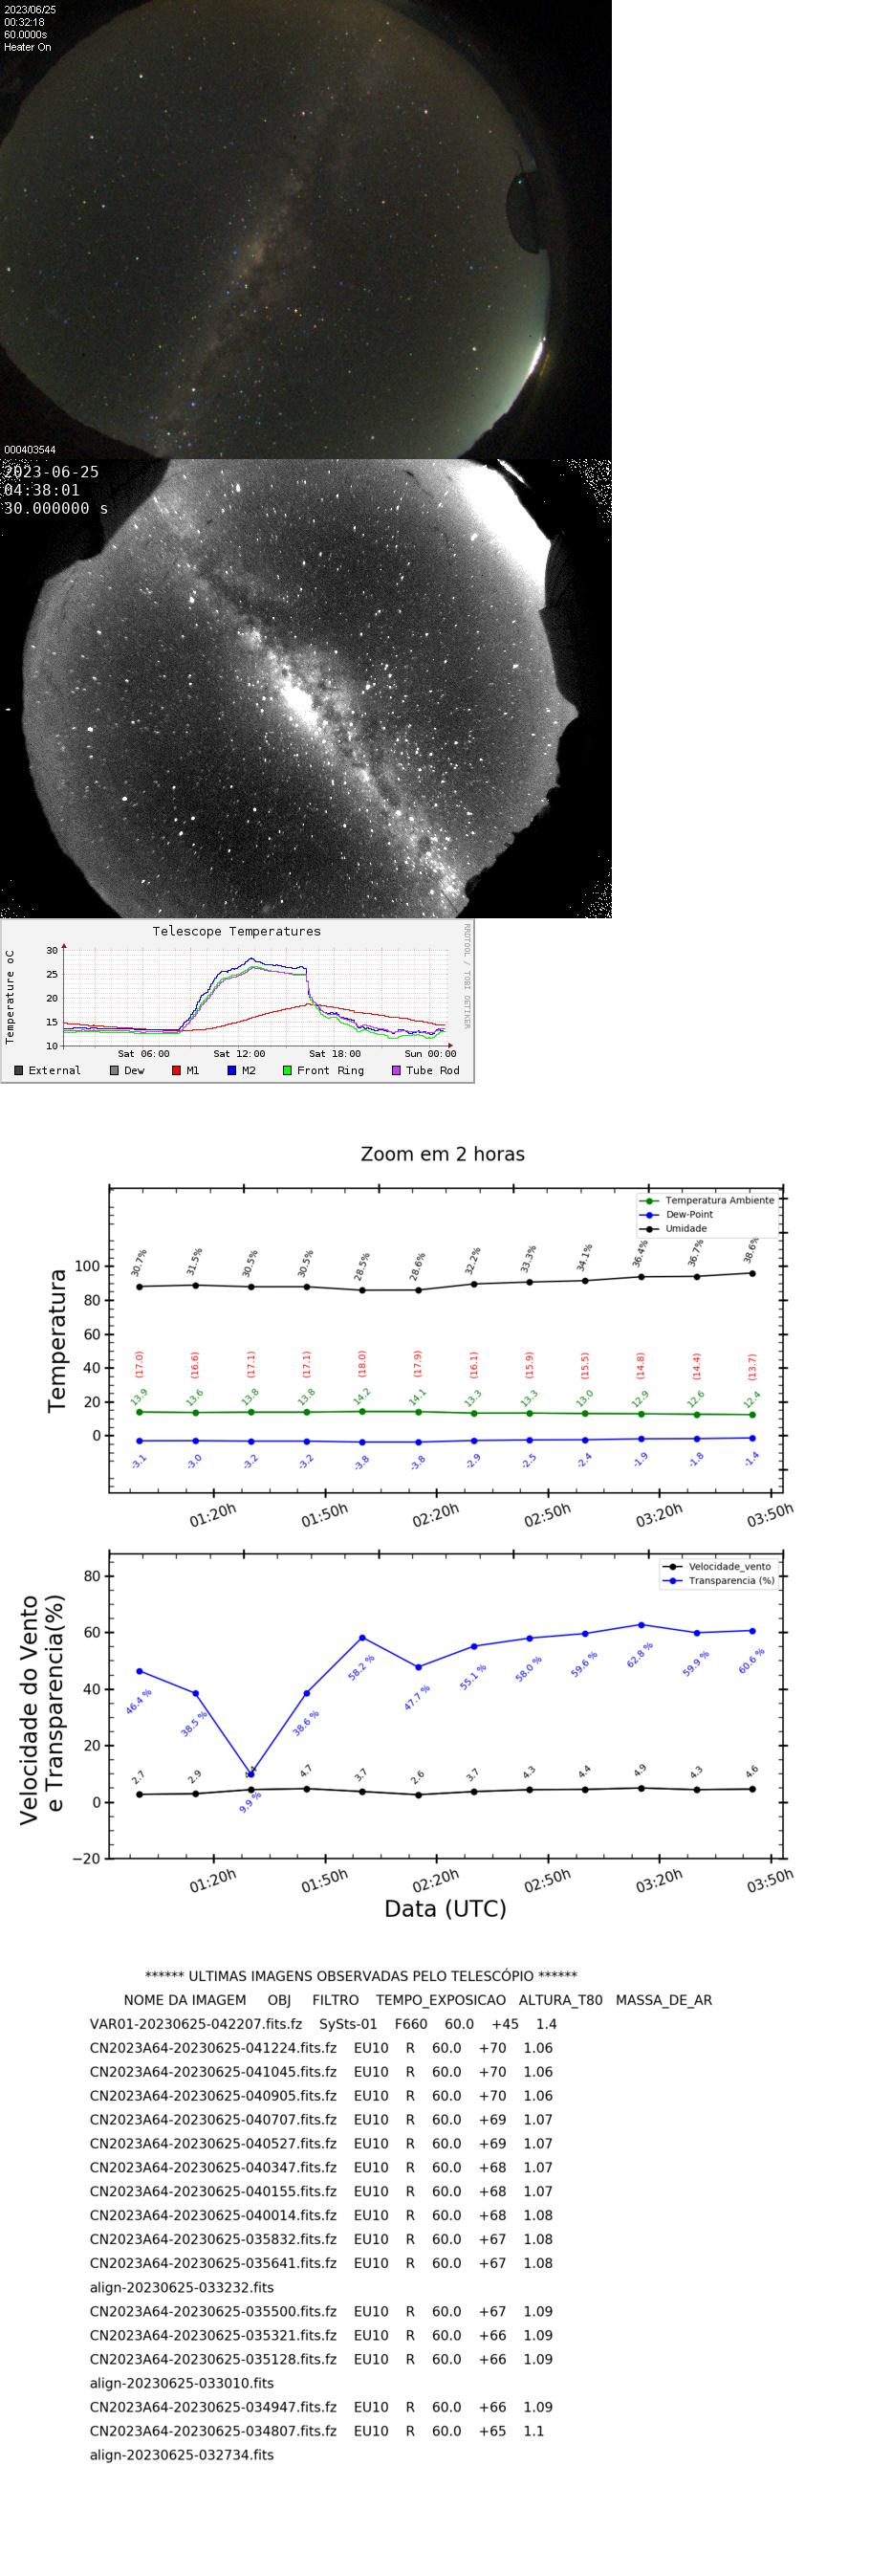 2023/06/25
00:32:18
60.0000s
Heater On
000403544
2023-06-25
04:38:01
30.000000 s
Telescope Temperatures
RRDTOOL / TOBI OETIKER
Temperature oC
30
25
20
15
10
Sat 06:00 Sat 12:00 Sat 18:00 Sun 00:00
External Dew M1 M2 Front Ring Tube Rod
Zoom em 2 horas
Temperatura Ambiente
Dew-Point
Umidade
Temperatura
100
80
60
40
20
0
30.7% 31.5% 30.5% 30.5% 28.5% 28.6% 32.2% 33.3% 34.1% 36.4% 36.7% 38.6%
(17.0) (16.6) (17.1) (17.1) (18.0) (17.9) (16.1) (15.9) (15.5) (14.8) (14.4) (13.7)
13.9 13.6 13.8 13.8 14.2 14.1 13.3 13.3 13.0 12.9 12.6 12.4
-3.1 -3.0 -3.2 -3.2 -3.8 -3.8 -2.9 -2.5 -2.4 -1.9 -1.8 -1.4
01:20h 01:50h 02:20h 02:50h 03:20h 03:50h
Velocidade_vento
Transparencia (%)
Velocidade do Vento
e Transparencia(%)
80
60
40
20
0
−20
46.4 % 38.5 % 9.9 % 38.6 % 58.2 % 47.7 % 55.1 % 58.0 % 59.6 % 62.8 % 59.9 % 60.6 %
2.7 2.9 4.7 3.7 2.6 3.7 4.3 4.4 4.9 4.3 4.6
01:20h 01:50h 02:20h 02:50h 03:20h 03:50h
Data (UTC)
****** ULTIMAS IMAGENS OBSERVADAS PELO TELESCÓPIO ******
NOME DA IMAGEM OBJ FILTRO TEMPO_EXPOSICAO ALTURA_T80 MASSA_DE_AR
VAR01-20230625-042207.fits.fz SySts-01 F660 60.0 +45 1.4
CN2023A64-20230625-041224.fits.fz EU10 R 60.0 +70 1.06
CN2023A64-20230625-041045.fits.fz EU10 R 60.0 +70 1.06
CN2023A64-20230625-040905.fits.fz EU10 R 60.0 +70 1.06
CN2023A64-20230625-040707.fits.fz EU10 R 60.0 +69 1.07
CN2023A64-20230625-040527.fits.fz EU10 R 60.0 +69 1.07
CN2023A64-20230625-040347.fits.fz EU10 R 60.0 +68 1.07
CN2023A64-20230625-040155.fits.fz EU10 R 60.0 +68 1.07
CN2023A64-20230625-040014.fits.fz EU10 R 60.0 +68 1.08
CN2023A64-20230625-035832.fits.fz EU10 R 60.0 +67 1.08
CN2023A64-20230625-035641.fits.fz EU10 R 60.0 +67 1.08
align-20230625-033232.fits
CN2023A64-20230625-035500.fits.fz EU10 R 60.0 +67 1.09
CN2023A64-20230625-035321.fits.fz EU10 R 60.0 +66 1.09
CN2023A64-20230625-035128.fits.fz EU10 R 60.0 +66 1.09
align-20230625-033010.fits
CN2023A64-20230625-034947.fits.fz EU10 R 60.0 +66 1.09
CN2023A64-20230625-034807.fits.fz EU10 R 60.0 +65 1.1
align-20230625-032734.fits